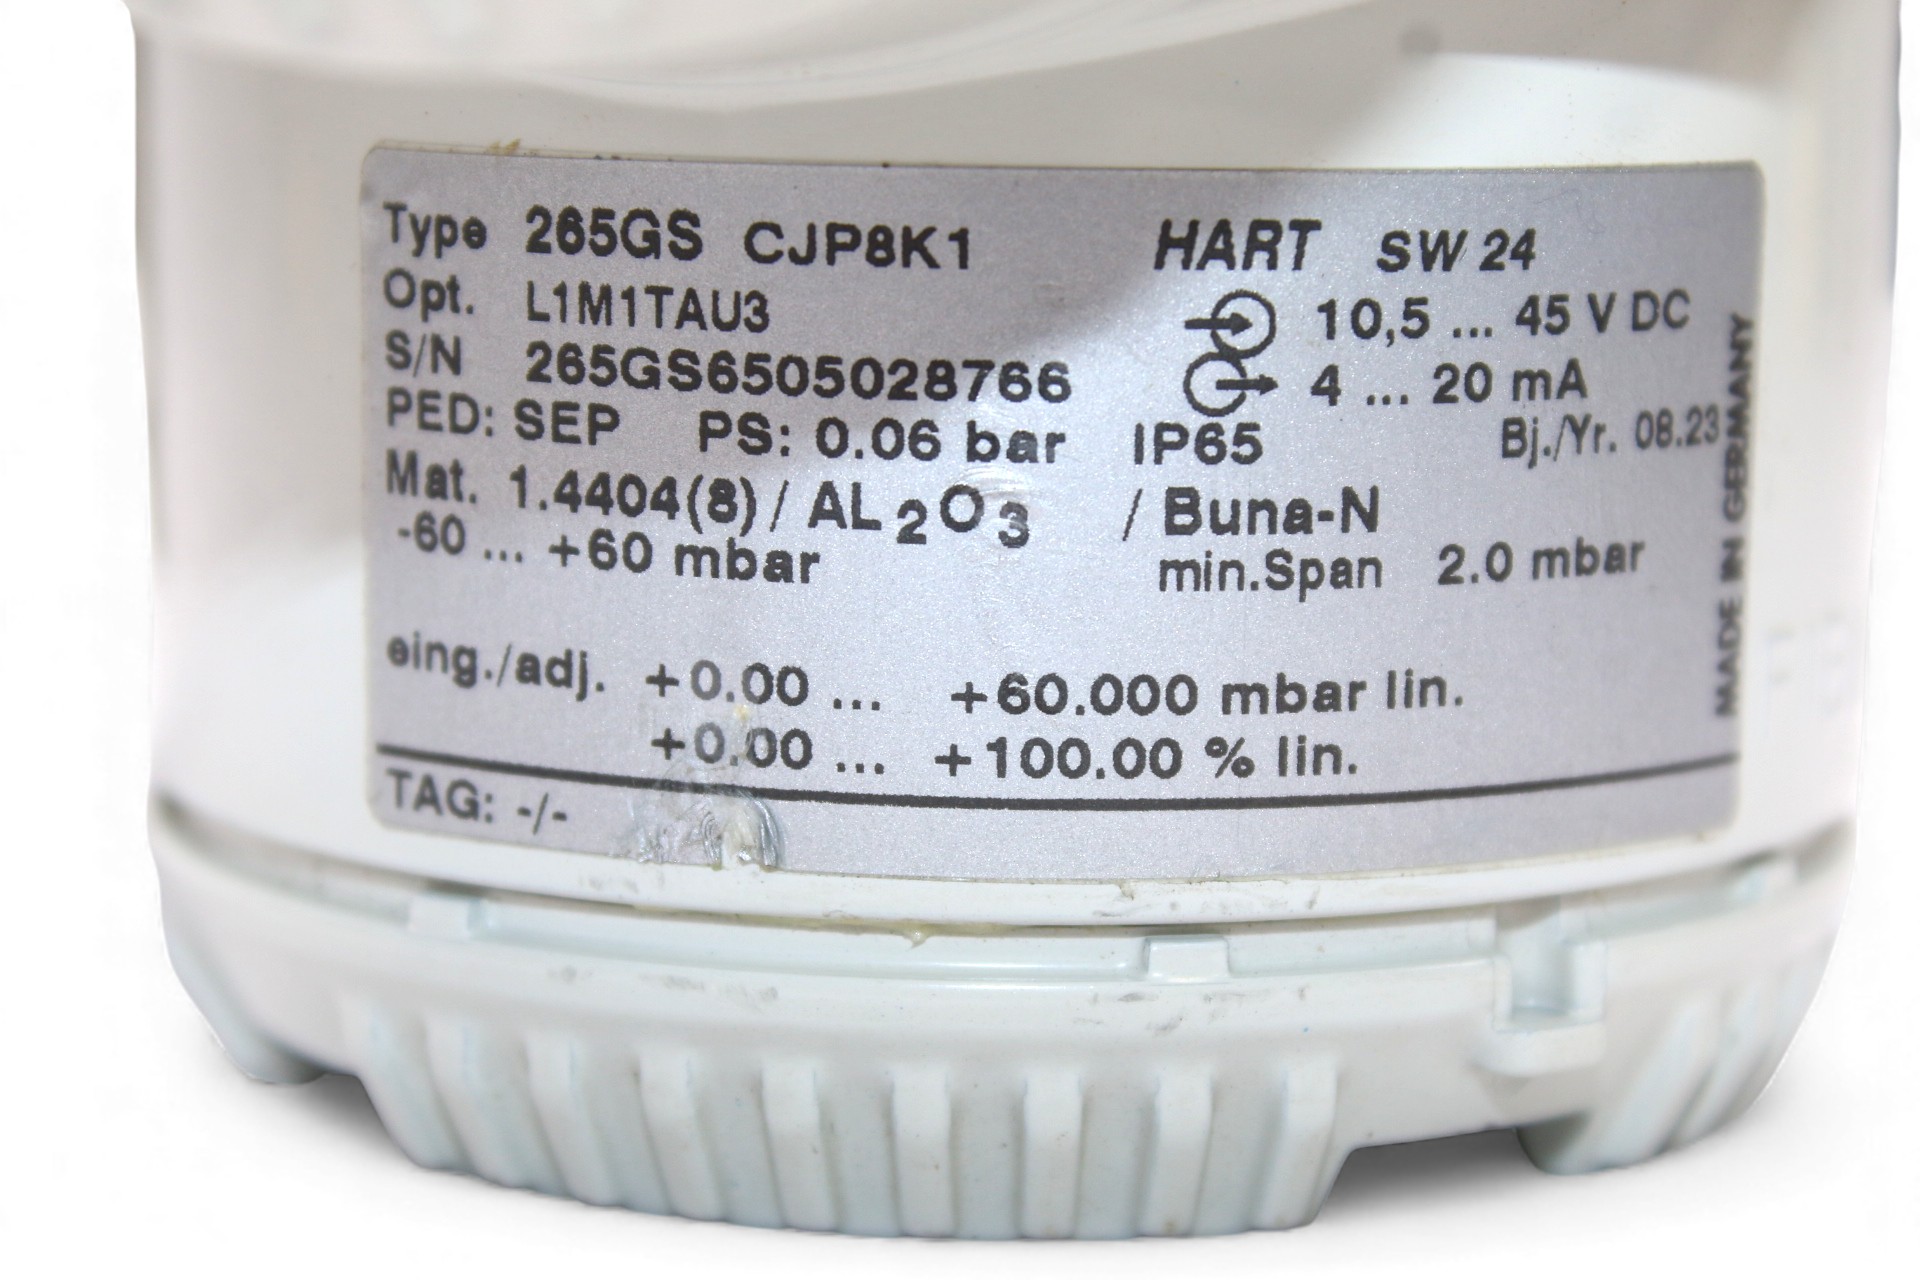 Type 265GS CJP8K1 HART SW 24
Opt. L1M1TAU3 10,5 ... 45 V DC
S/N 265GS6505028766 4 ... 20 mA
PED: SEP PS: 0.06 bar IP65 Bj./Yr. 08.23
Mat. 1.4404(8) / AL2O3 / Buna-N
-60 ... +60 mbar min.Span 2.0 mbar
eing./adj. +0.00 ... +60.000 mbar lin.
+0.00 ... +100.00 % lin.
TAG: -/-
MADE IN GERMANY